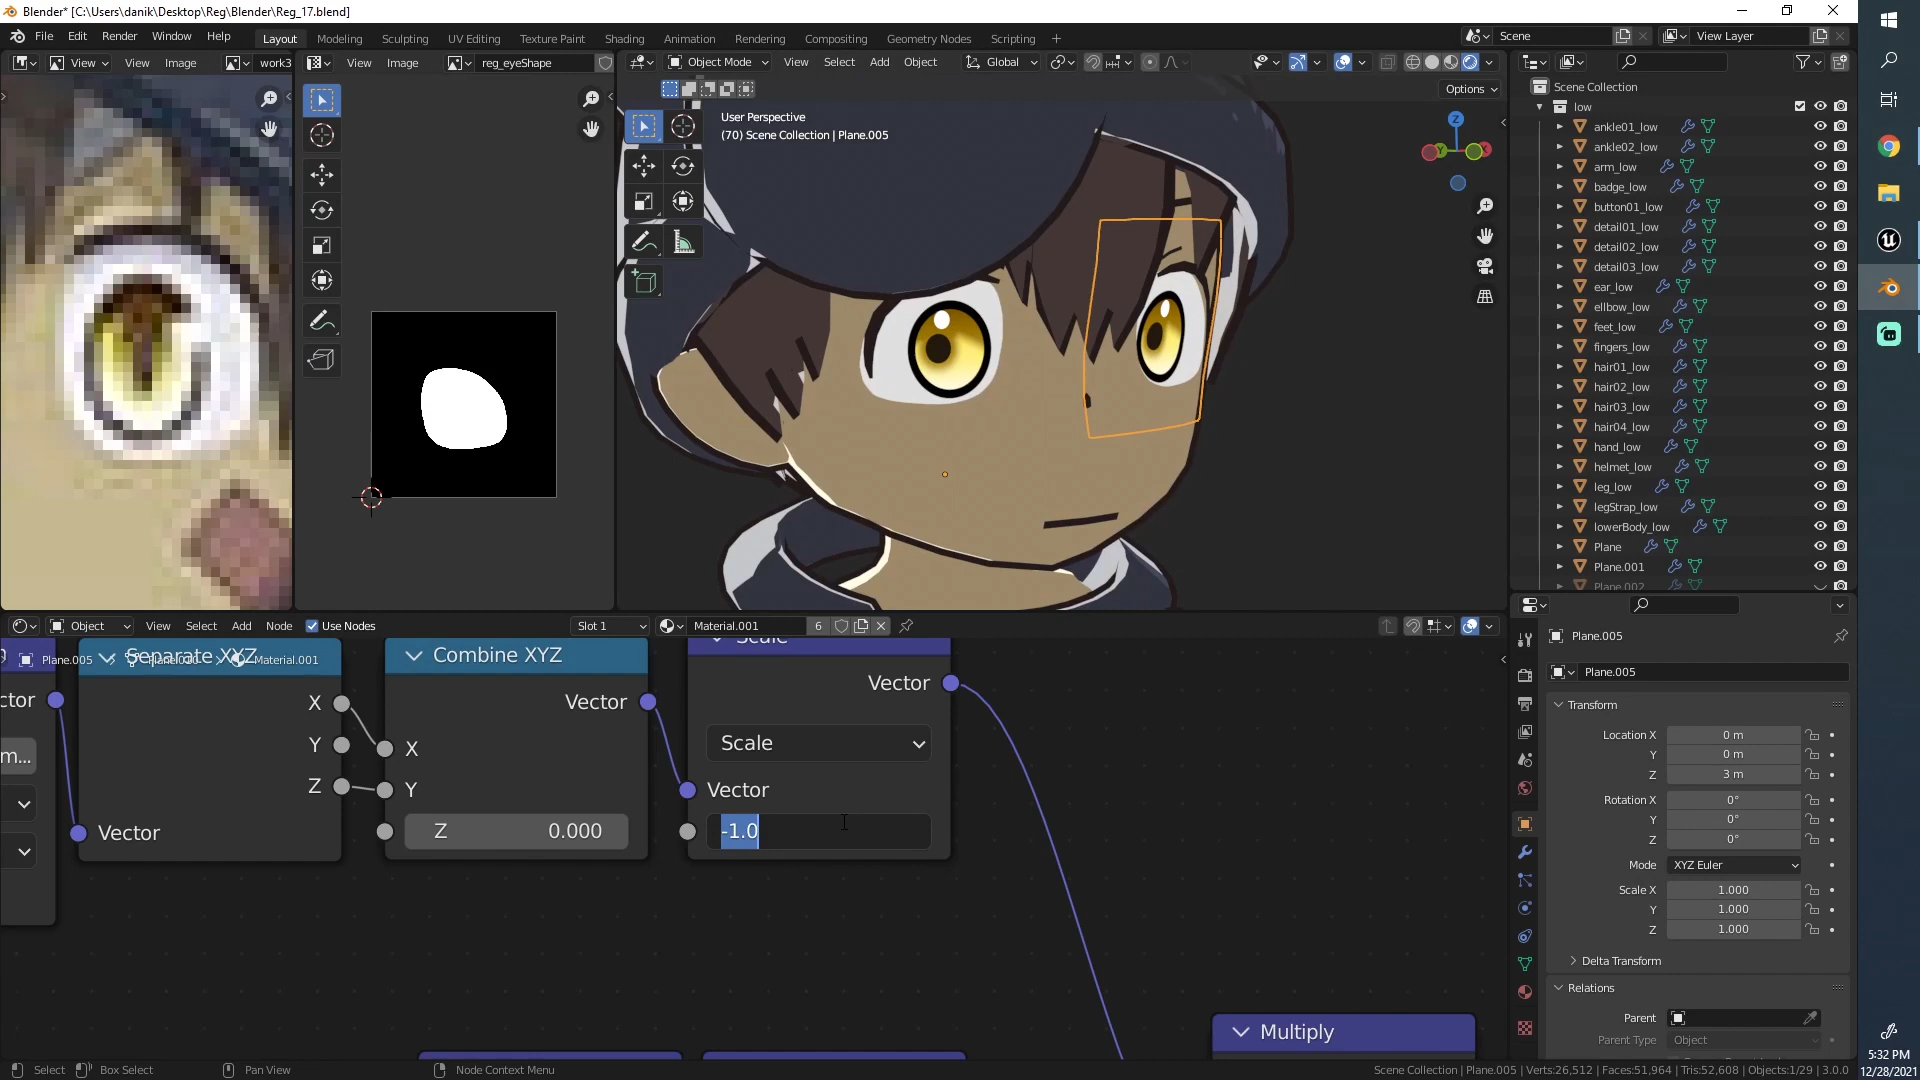 Blender* [C:\Users\danik\Desktop\Reg\Blender\Reg_17.blend]
File Edit Render Window Help
Layout Modeling Sculpting UV Editing Texture Paint Shading Animation Rendering Compositing Geometry Nodes Scripting
Scene
View Layer
View View Image work3
View Image reg_eyeShape
Object Mode View Select Add Object Global
Options
User Perspective
(70) Scene Collection | Plane.005
Z
Scene Collection
low
ankle01_low
ankle02_low
arm_low
badge_low
button01_low
detail01_low
detail02_low
detail03_low
ear_low
ellbow_low
feet_low
fingers_low
hair01_low
hair02_low
hair03_low
hair04_low
hand_low
helmet_low
leg_low
legStrap_low
lowerBody_low
Plane
Plane.001
Plane.002
Object View Select Add Node Use Nodes Slot 1 Material.001 6
Plane.005 Material.001
Separate XYZ
X
Y
Z
Vector
Combine XYZ
Vector
X
Y
Z 0.000
Scale
Vector
Scale
Vector
-1.0
Multiply
Plane.005
Plane.005
Transform
Location X 0 m
Y 0 m
Z 3 m
Rotation X 0°
Y 0°
Z 0°
Mode XYZ Euler
Scale X 1.000
Y 1.000
Z 1.000
Delta Transform
Relations
Parent
Parent Type Object
Select Box Select Pan View Node Context Menu
Scene Collection | Plane.005 | Verts:26,512 | Faces:51,964 | Tris:52,608 | Objects:1/29 | 3.0.0
5:32 PM
12/28/2021